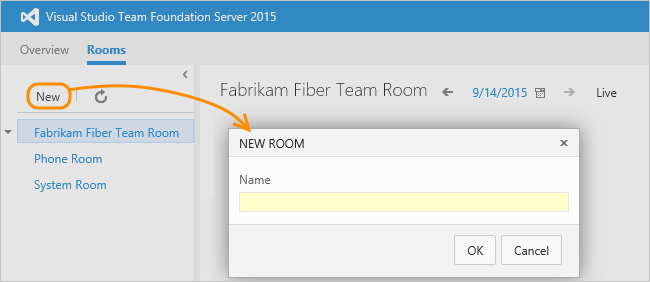 Visual Studio Team Foundation Server 2015
Overview Rooms
New
Fabrikam Fiber Team Room 9/14/2015 Live
Fabrikam Fiber Team Room
Phone Room
System Room
NEW ROOM
Name
OK Cancel